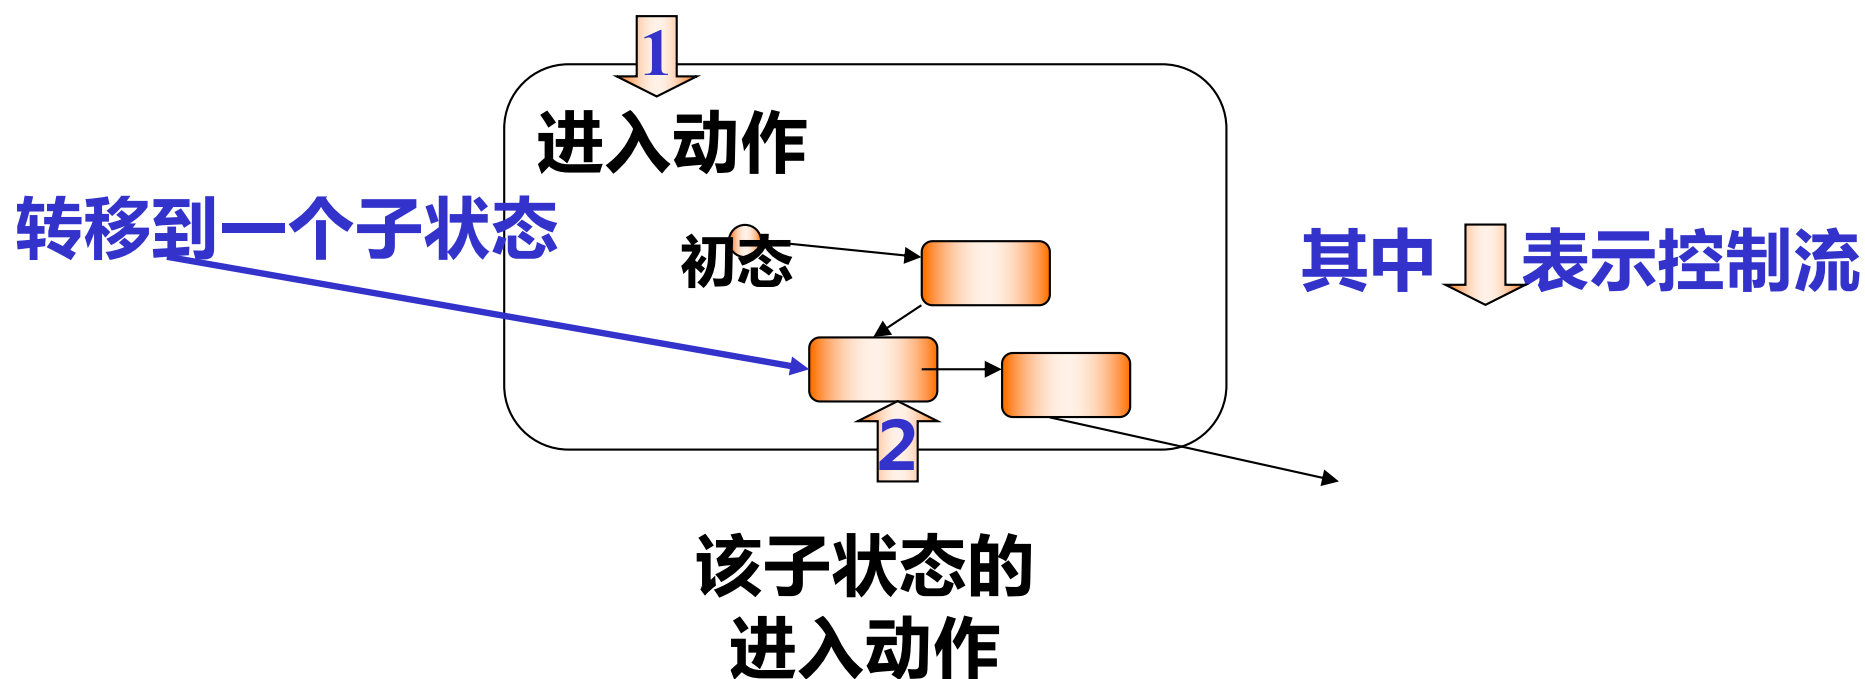 1
进入动作
转移到一个子状态
初态
其中 表示控制流
2
该子状态的
进入动作